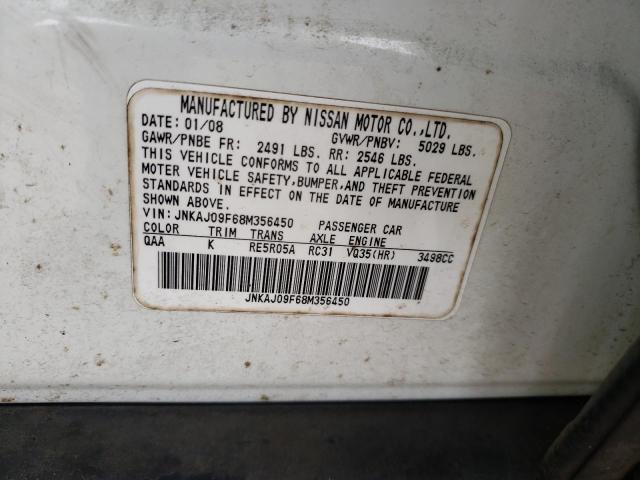 MANUFACTURED BY NISSAN MOTOR CO.,LTD.
DATE: 01/08 GVWR/PNBV: 5029 LBS.
GAWR/PNBE FR: 2491 LBS. RR: 2546 LBS.
THIS VEHICLE CONFORMS TO ALL APPLICABLE FEDERAL
MOTOR VEHICLE SAFETY,BUMPER,AND THEFT PREVENTION
STANDARDS IN EFFECT ON THE DATE OF MANUFACTURE
SHOWN ABOVE.
VIN: JNKAJ09F68M356450 PASSENGER CAR
COLOR TRIM TRANS AXLE ENGINE
QAA K RE5R05A RC31 VQ35(HR) 3498CC
JNKAJ09F68M356450